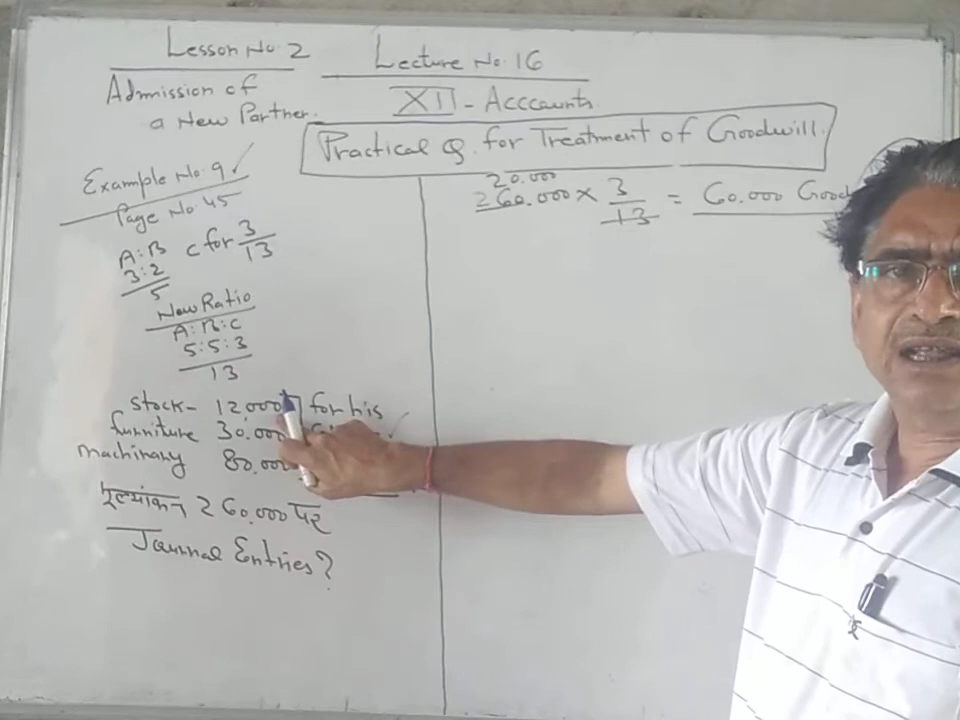 Lesson No. 2
Lecture No. 16
Admission of
a New Partner.
XII - Acccaunts
Practical Q. for Treatment of Goodwill.
Example No. 9 ✓
Page No. 45
A:B
3:2
5
C for 3/13
New Ratio
A:B:C
5:5:3
13
stock- 12,000 for his
furniture 30.000
machinary 80.000
मूल्यांकन 260.000 पर
Journal Entries?
20.000
260.000 × 3/13 = 60.000 Good